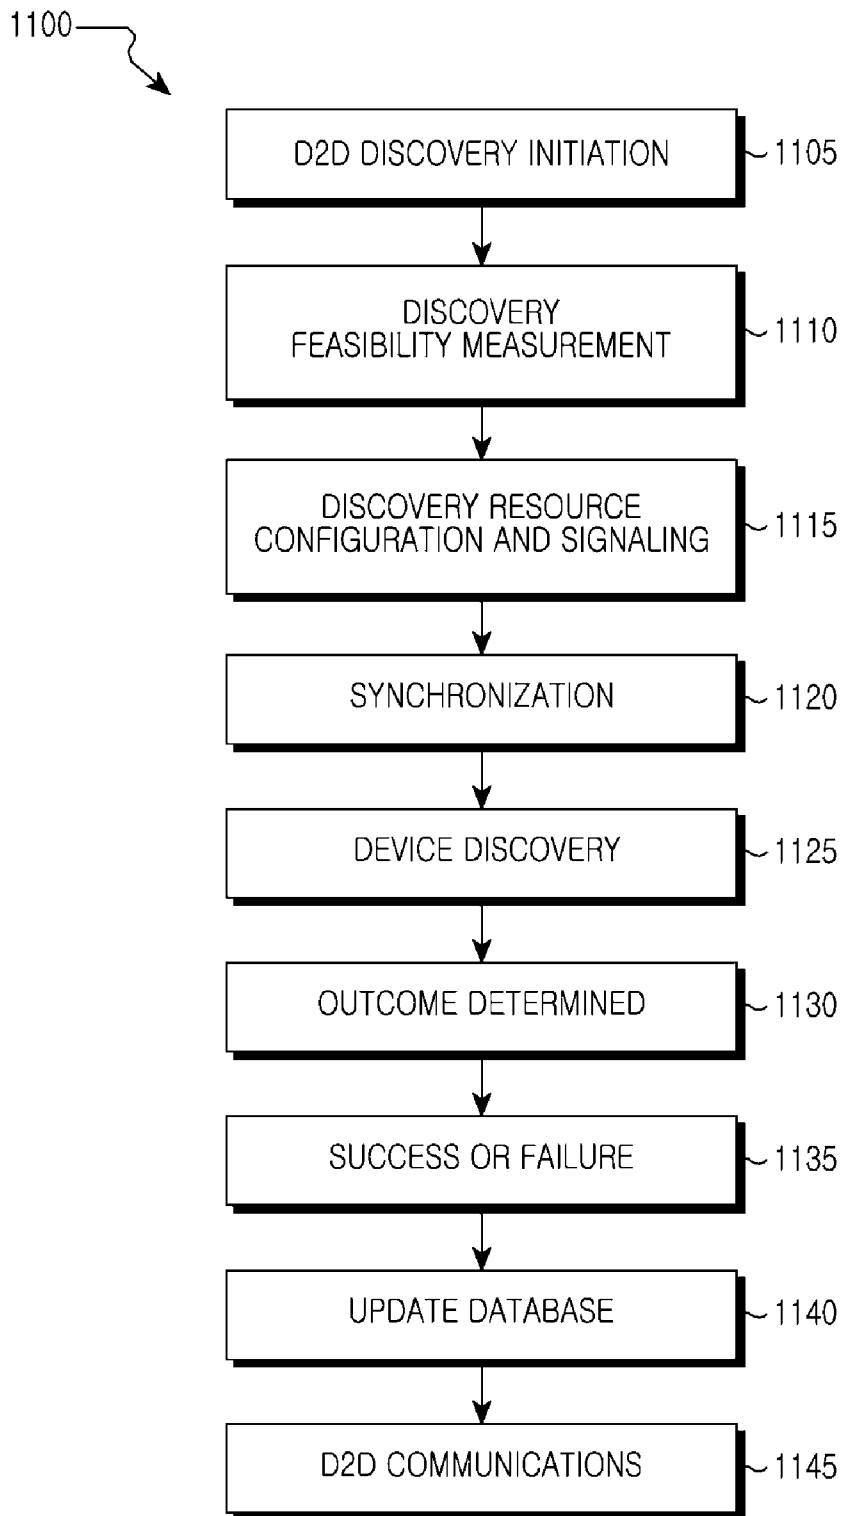 1100
D2D DISCOVERY INITIATION
1105
DISCOVERY
FEASIBILITY MEASUREMENT
1110
DISCOVERY RESOURCE
CONFIGURATION AND SIGNALING
1115
SYNCHRONIZATION
1120
DEVICE DISCOVERY
1125
OUTCOME DETERMINED
1130
SUCCESS OR FAILURE
1135
UPDATE DATABASE
1140
D2D COMMUNICATIONS
1145